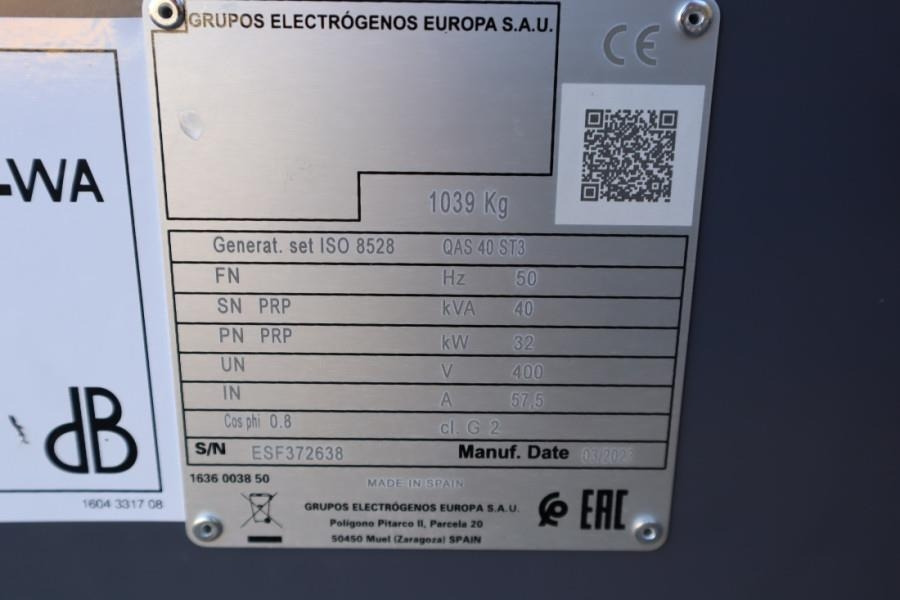 GRUPOS ELECTRÓGENOS EUROPA S.A.U.
CE
-WA
1039 Kg
Generat. set ISO 8528 QAS 40 ST3
FN Hz 50
SN PRP kVA 40
PN PRP kW 32
UN V 400
IN A 57,5
Cos phi 0.8 cl. G 2
S/N ESF372638 Manuf. Date
dB
1604 3317 08
1636 0038 50
MADE IN SPAIN
GRUPOS ELECTRÓGENOS EUROPA S.A.U.
Polígono Pitarco II, Parcela 20
50450 Muel (Zaragoza) SPAIN
EAC